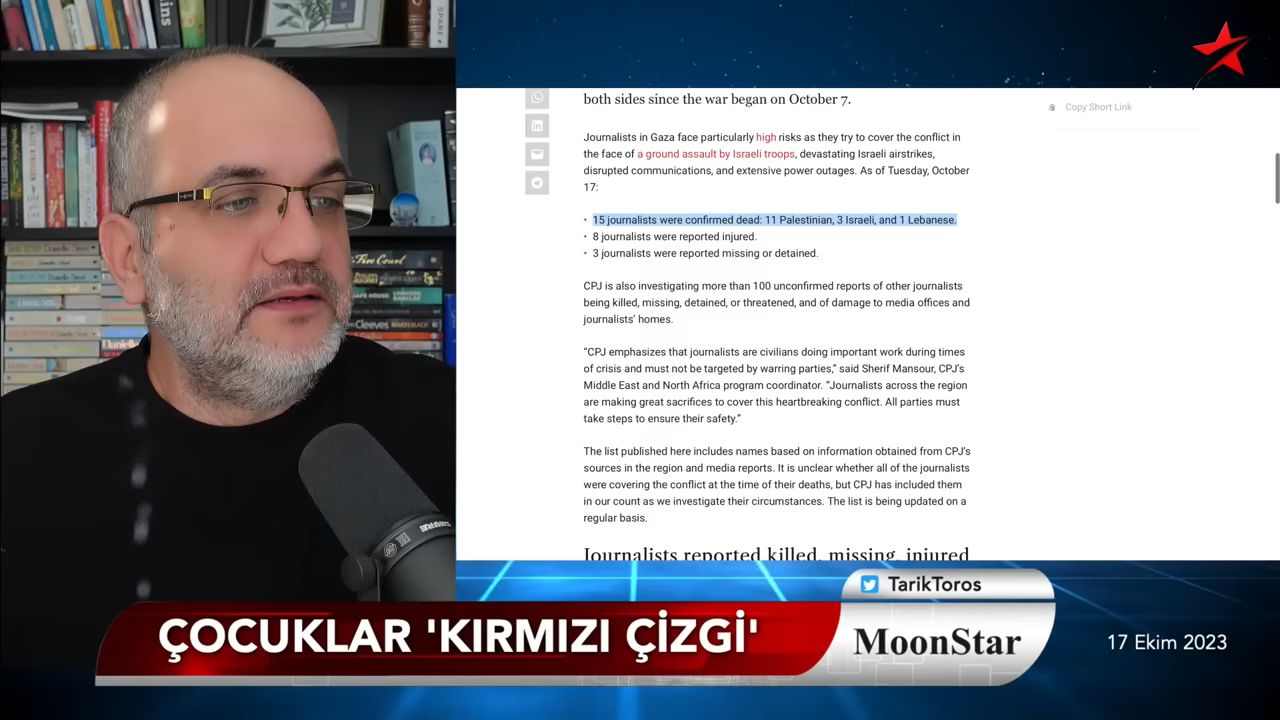 both sides since the war began on October 7.
Copy Short Link
Journalists in Gaza face particularly high risks as they try to cover the conflict in
the face of a ground assault by Israeli troops, devastating Israeli airstrikes,
disrupted communications, and extensive power outages. As of Tuesday, October
17:
• 15 journalists were confirmed dead: 11 Palestinian, 3 Israeli, and 1 Lebanese.
• 8 journalists were reported injured.
• 3 journalists were reported missing or detained.
CPJ is also investigating more than 100 unconfirmed reports of other journalists
being killed, missing, detained, or threatened, and of damage to media offices and
journalists’ homes.
“CPJ emphasizes that journalists are civilians doing important work during times
of crisis and must not be targeted by warring parties,” said Sherif Mansour, CPJ’s
Middle East and North Africa program coordinator. “Journalists across the region
are making great sacrifices to cover this heartbreaking conflict. All parties must
take steps to ensure their safety.”
The list published here includes names based on information obtained from CPJ’s
sources in the region and media reports. It is unclear whether all of the journalists
were covering the conflict at the time of their deaths, but CPJ has included them
in our count as we investigate their circumstances. The list is being updated on a
regular basis.
Journalists reported killed, missing, injured
SPARE
SHURE
TarikToros
ÇOCUKLAR 'KIRMIZI ÇİZGİ'
MoonStar
17 Ekim 2023